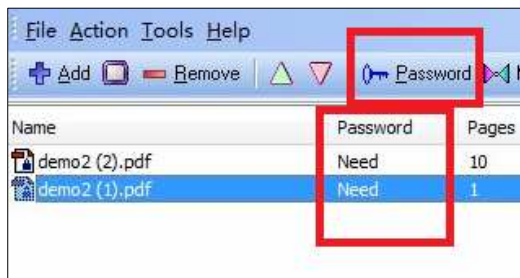 File Action Tools Help
Add Remove Password
Name Password Pages
demo2 (2).pdf Need 10
demo2 (1).pdf Need 1